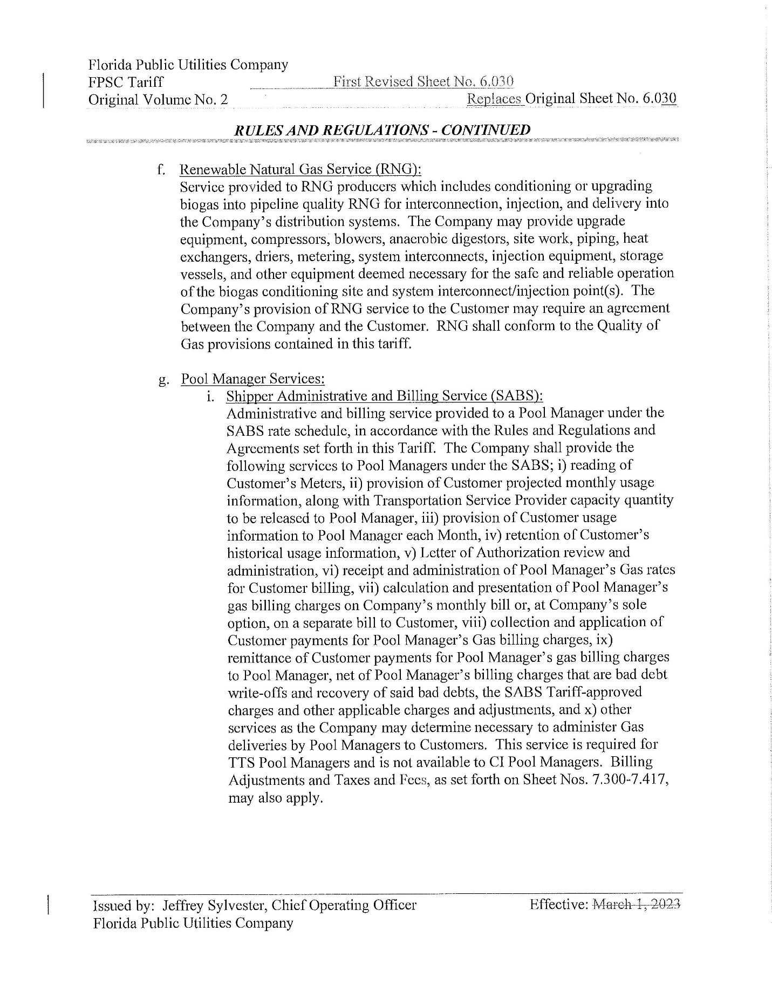 Florida Public Utilities Company
FPSC Tariff First Revised Sheet No. 6.030
Original Volume No. 2 Replaces Original Sheet No. 6.030
RULES AND REGULATIONS - CONTINUED
f. Renewable Natural Gas Service (RNG):
Service provided to RNG producers which includes conditioning or upgrading
biogas into pipeline quality RNG for interconnection, injection, and delivery into
the Company's distribution systems. The Company may provide upgrade
equipment, compressors, blowers, anaerobic digestors, site work, piping, heat
exchangers, driers, metering, system interconnects, injection equipment, storage
vessels, and other equipment deemed necessary for the safe and reliable operation
of the biogas conditioning site and system interconnect/injection point(s). The
Company's provision of RNG service to the Customer may require an agreement
between the Company and the Customer. RNG shall conform to the Quality of
Gas provisions contained in this tariff.
g. Pool Manager Services:
i. Shipper Administrative and Billing Service (SABS):
Administrative and billing service provided to a Pool Manager under the
SABS rate schedule, in accordance with the Rules and Regulations and
Agreements set forth in this Tariff. The Company shall provide the
following services to Pool Managers under the SABS; i) reading of
Customer's Meters, ii) provision of Customer projected monthly usage
information, along with Transportation Service Provider capacity quantity
to be released to Pool Manager, iii) provision of Customer usage
information to Pool Manager each Month, iv) retention of Customer's
historical usage information, v) Letter of Authorization review and
administration, vi) receipt and administration of Pool Manager's Gas rates
for Customer billing, vii) calculation and presentation of Pool Manager's
gas billing charges on Company's monthly bill or, at Company's sole
option, on a separate bill to Customer, viii) collection and application of
Customer payments for Pool Manager's Gas billing charges, ix)
remittance of Customer payments for Pool Manager's gas billing charges
to Pool Manager, net of Pool Manager's billing charges that are bad debt
write-offs and recovery of said bad debts, the SABS Tariff-approved
charges and other applicable charges and adjustments, and x) other
services as the Company may determine necessary to administer Gas
deliveries by Pool Managers to Customers. This service is required for
TTS Pool Managers and is not available to CI Pool Managers. Billing
Adjustments and Taxes and Fees, as set forth on Sheet Nos. 7.300-7.417,
may also apply.
Issued by: Jeffrey Sylvester, Chief Operating Officer Effective: March 1, 2023
Florida Public Utilities Company